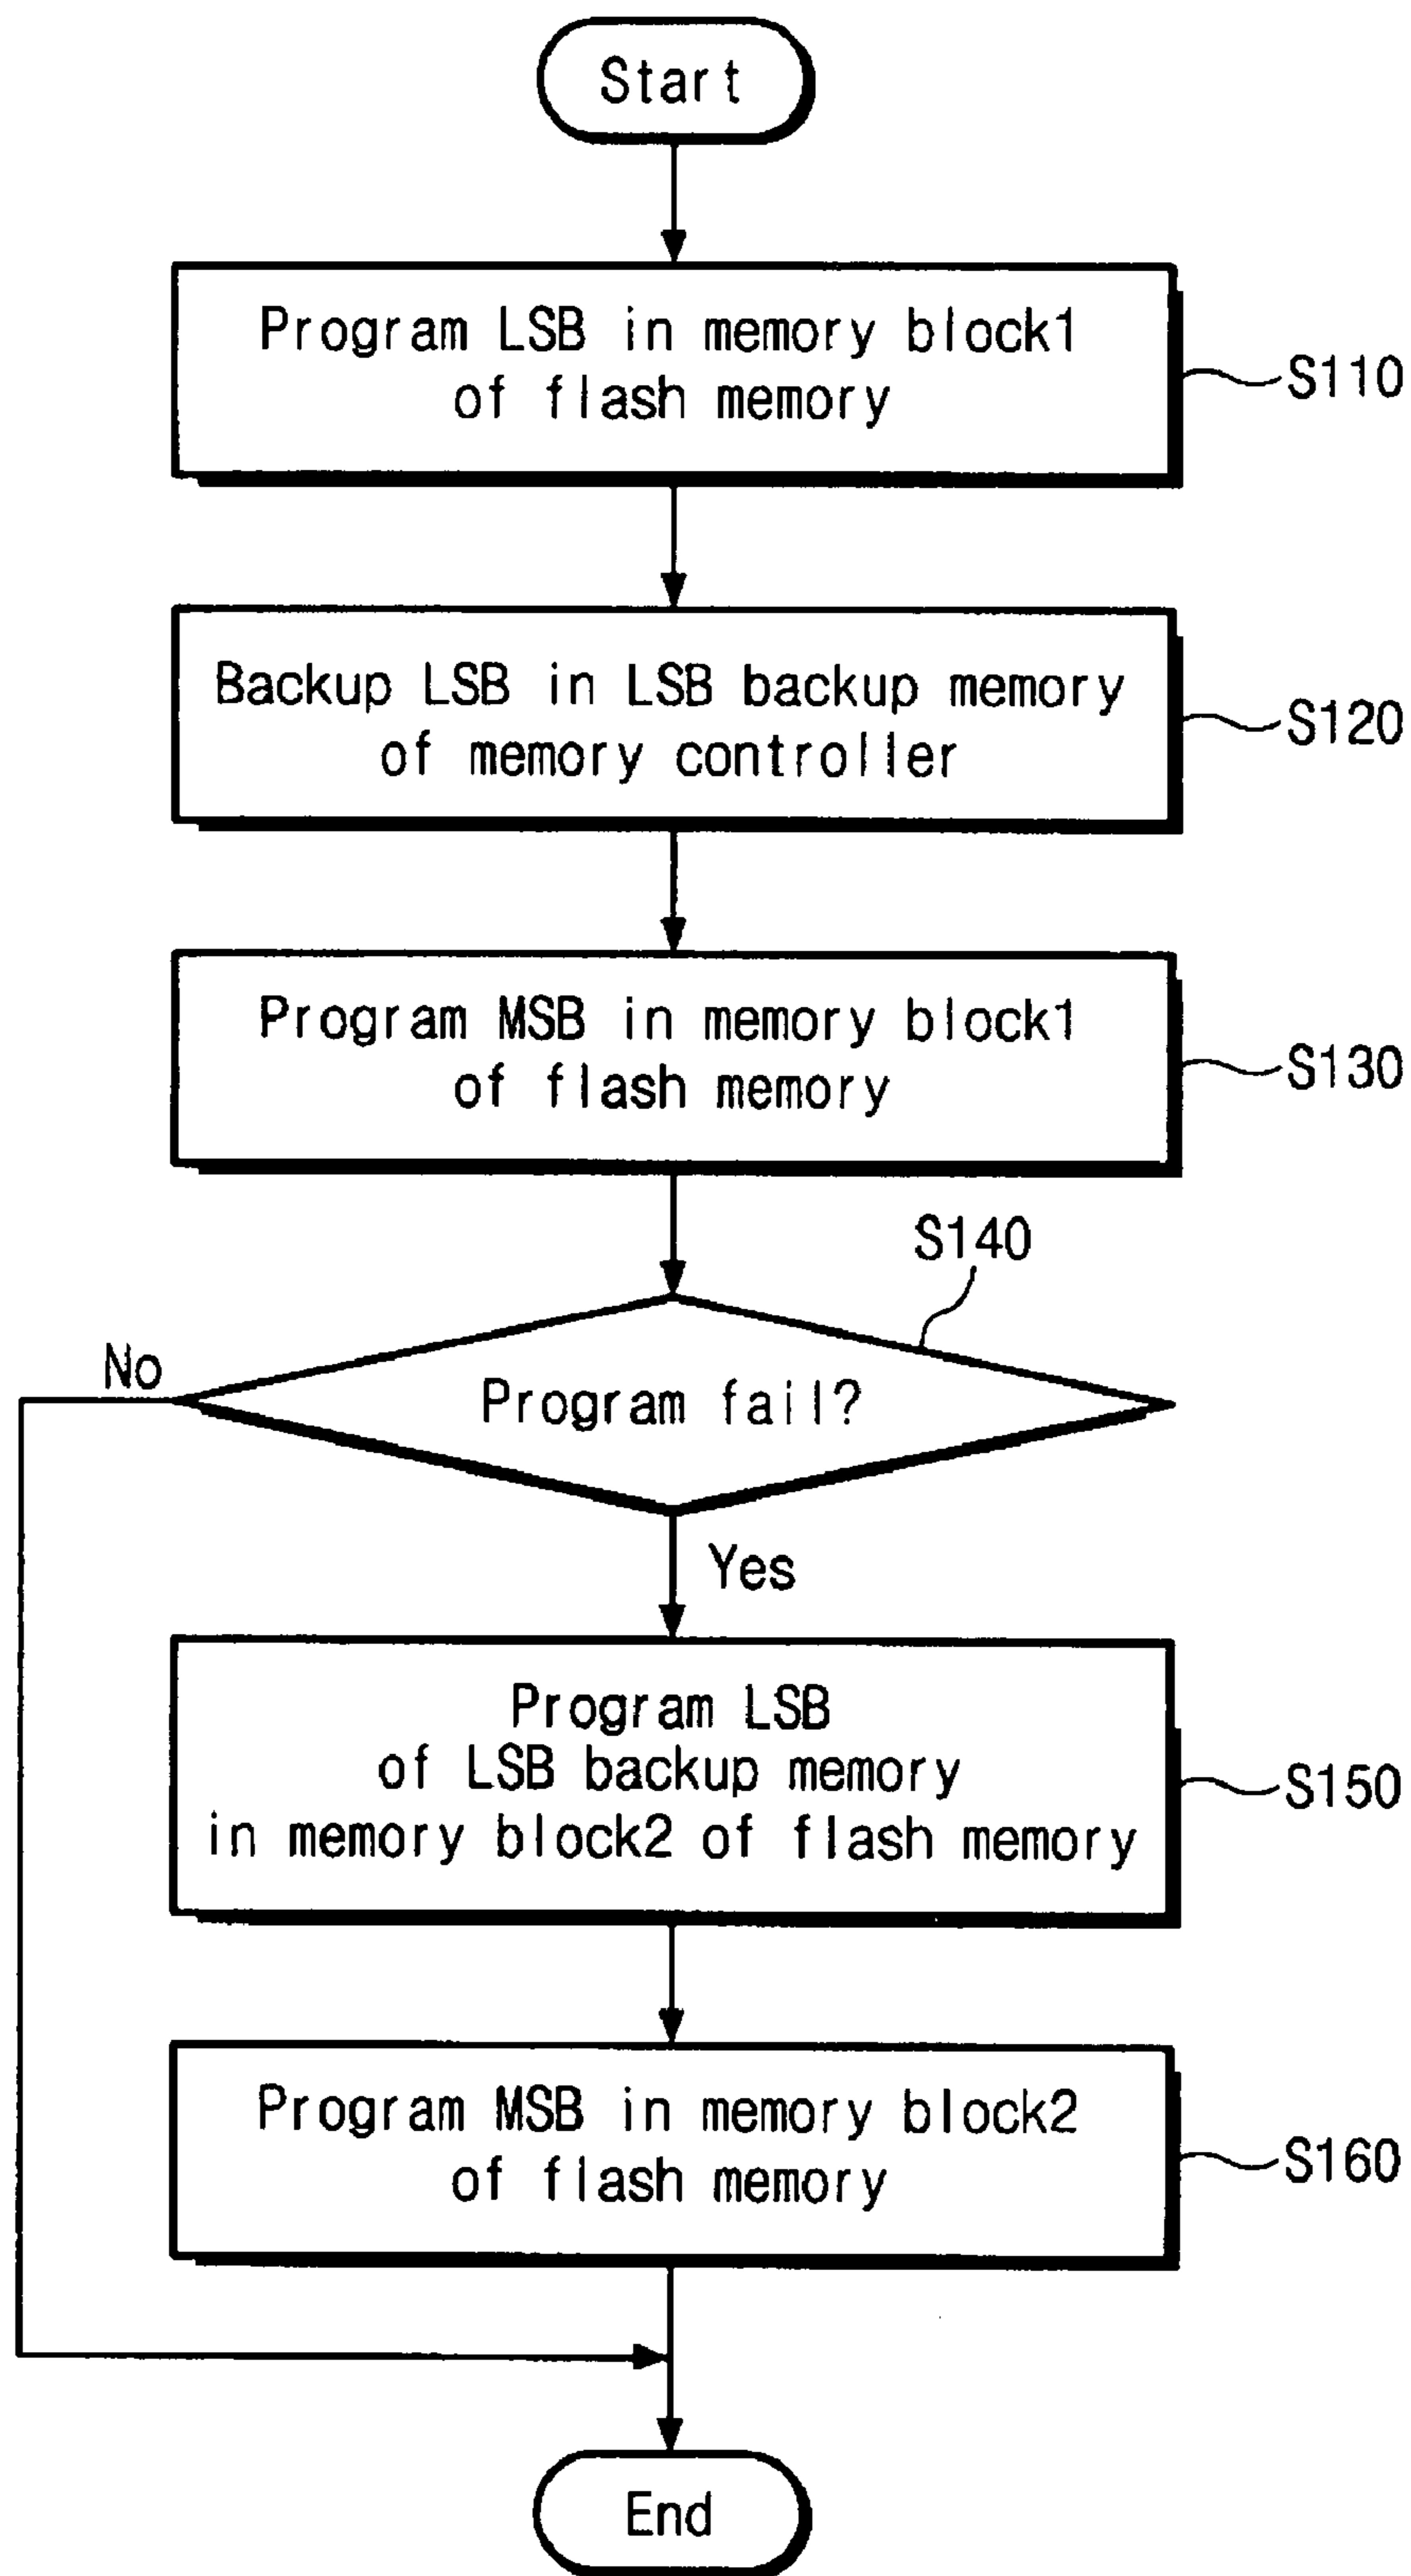 Start
Program LSB in memory block1
of flash memory
S110
Backup LSB in LSB backup memory
of memory controller
S120
Program MSB in memory block1
of flash memory
S130
S140
No
Program fail?
Yes
Program LSB
of LSB backup memory
in memory block2 of flash memory
S150
Program MSB in memory block2
of flash memory
S160
End